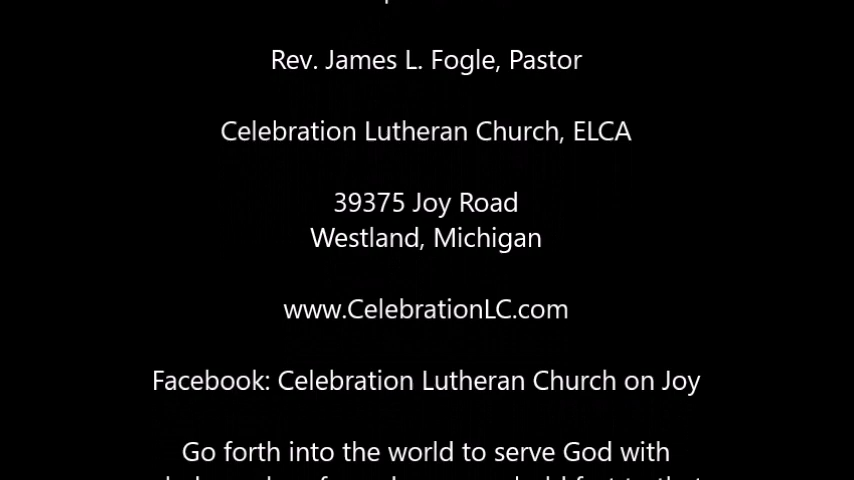 Rev. James L. Fogle, Pastor
Celebration Lutheran Church, ELCA
39375 Joy Road
Westland, Michigan
www.CelebrationLC.com
Facebook: Celebration Lutheran Church on Joy
Go forth into the world to serve God with